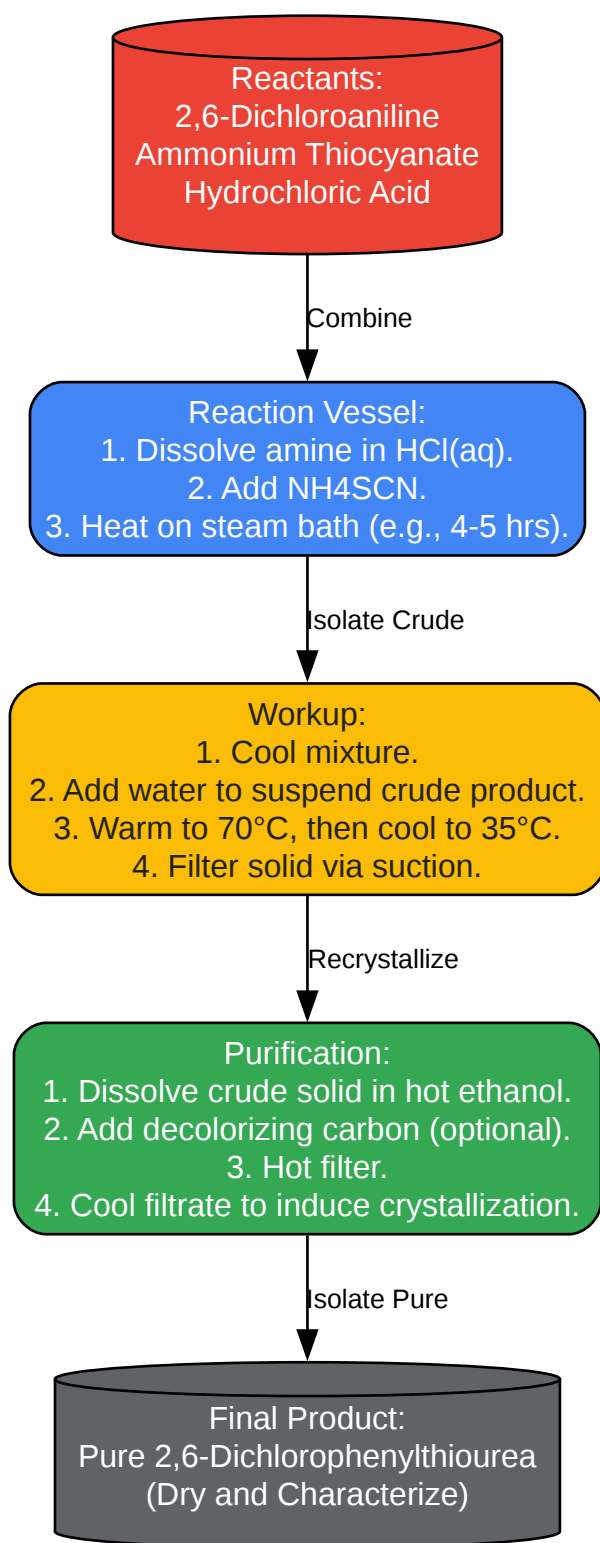 Reactants:
2,6-Dichloroaniline
Ammonium Thiocyanate
Hydrochloric Acid
Combine
Reaction Vessel:
1. Dissolve amine in HCl(aq).
2. Add NH4SCN.
3. Heat on steam bath (e.g., 4-5 hrs).
Isolate Crude
Workup:
1. Cool mixture.
2. Add water to suspend crude product.
3. Warm to 70°C, then cool to 35°C.
4. Filter solid via suction.
Recrystallize
Purification:
1. Dissolve crude solid in hot ethanol.
2. Add decolorizing carbon (optional).
3. Hot filter.
4. Cool filtrate to induce crystallization.
Isolate Pure
Final Product:
Pure 2,6-Dichlorophenylthiourea
(Dry and Characterize)